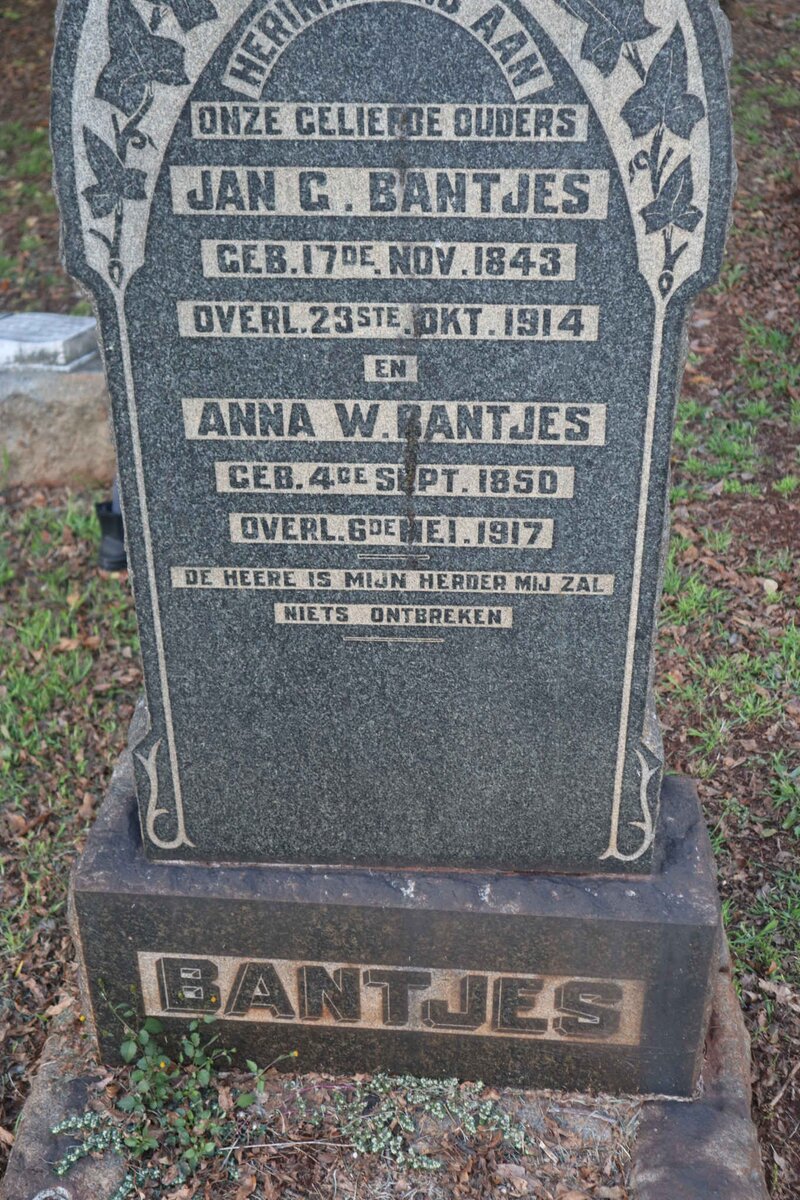 HERINNERING AAN
ONZE GELIEFDE OUDERS
JAN G. BANTJES
GEB. 17DE. NOV. 1843
OVERL. 23STE. OKT. 1914
EN
ANNA W. BANTJES
GEB. 4DE SEPT. 1850
OVERL. 6DE MEI. 1917
DE HEERE IS MIJN HERDER MIJ ZAL
NIETS ONTBREKEN
BANTJES